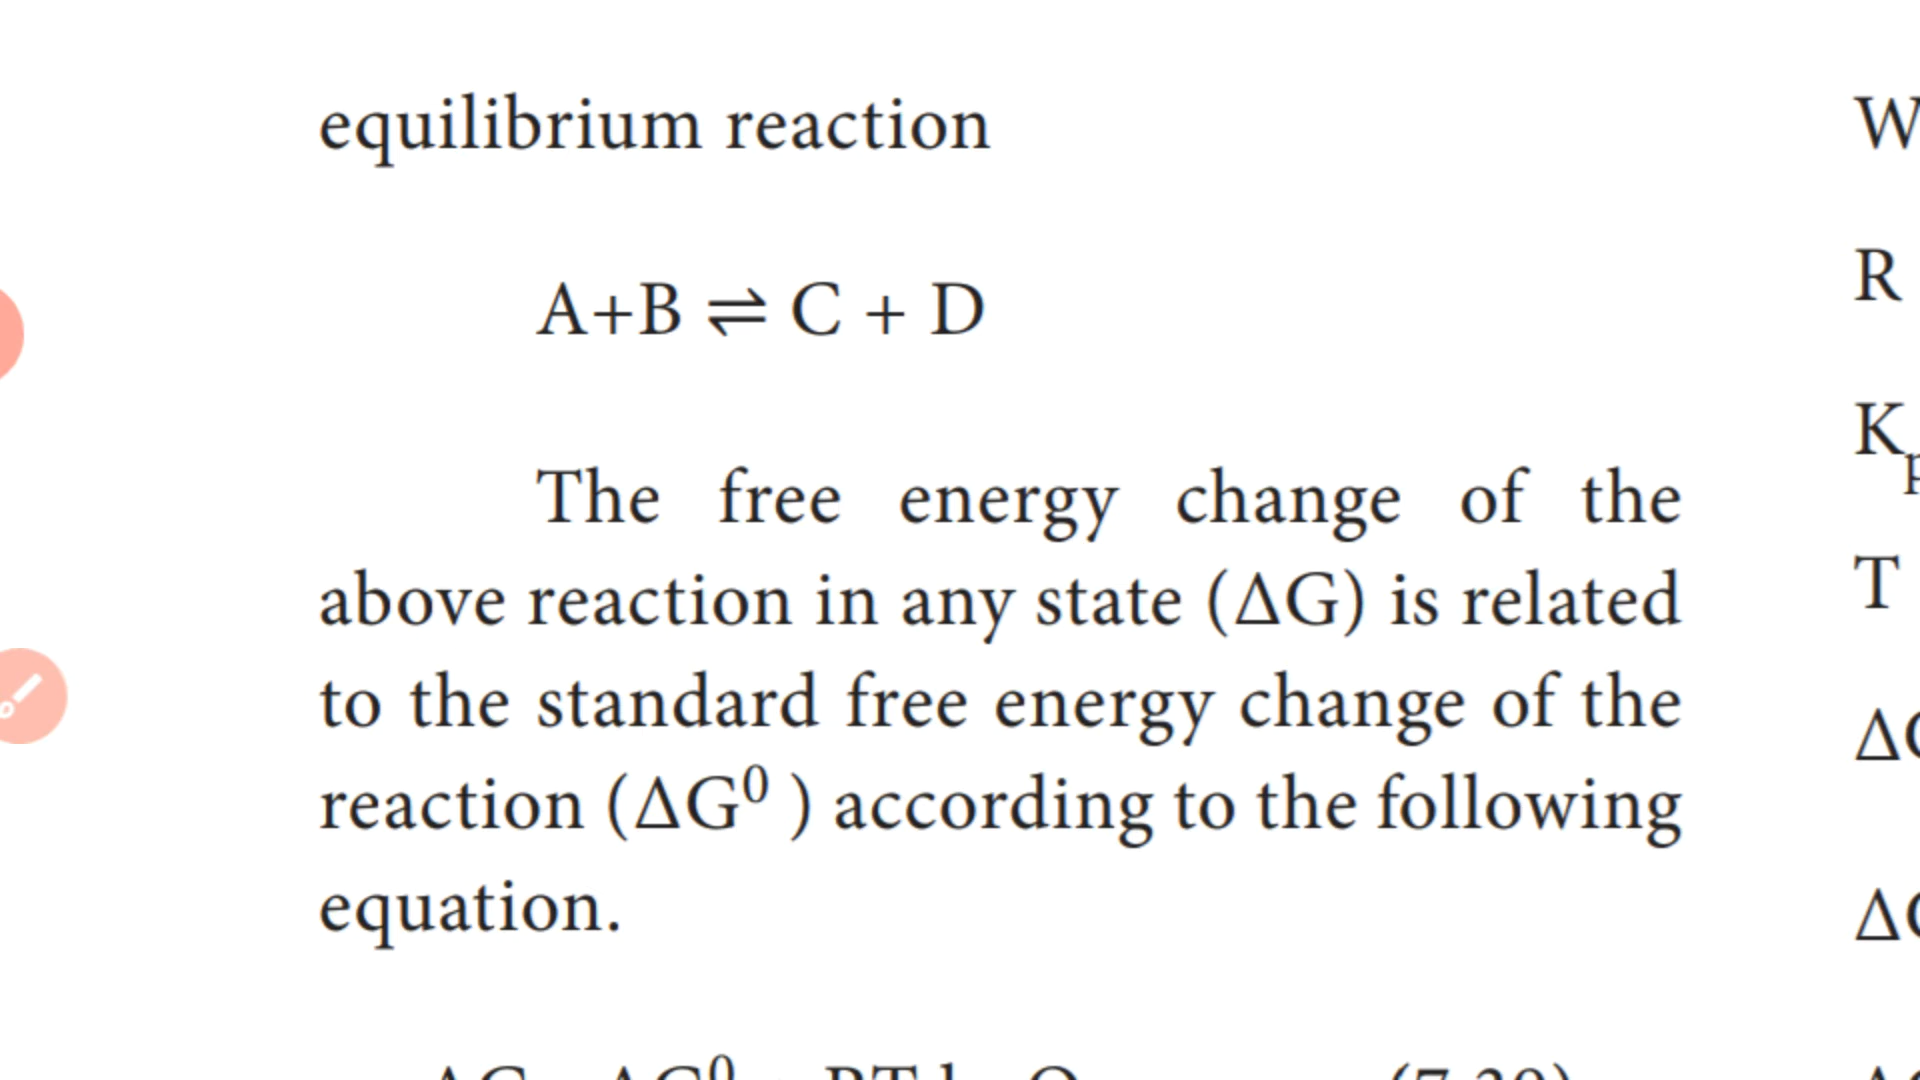 equilibrium reaction
A+B ⇌ C + D
The free energy change of the
above reaction in any state (ΔG) is related
to the standard free energy change of the
reaction (ΔG⁰ ) according to the following
equation.
W
R
K
T
Δ
Δ